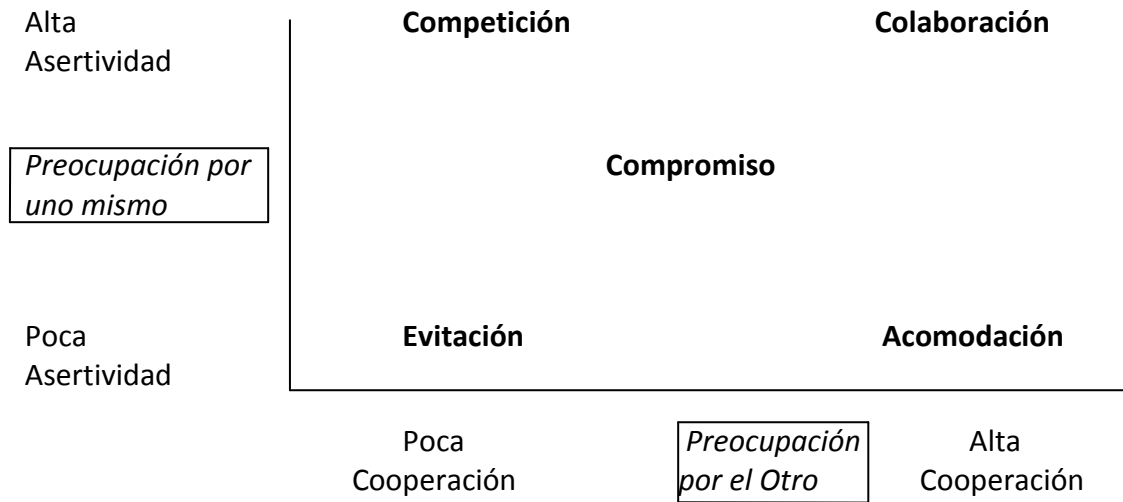 Alta Competición Colaboración
Asertividad
Preocupación por Compromiso
uno mismo
Poca Evitación Acomodación
Asertividad
Poca Preocupación Alta
Cooperación por el Otro Cooperación